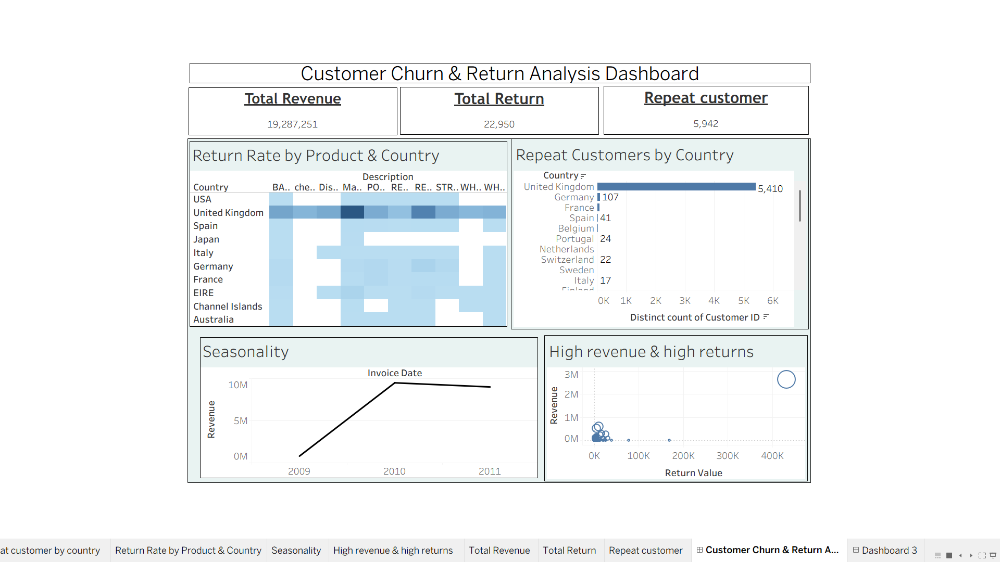 Customer Churn & Return Analysis Dashboard
Total Revenue
19,287,251
Total Return
22,950
Repeat customer
5,942
Return Rate by Product & Country
Description
Country BA.. che.. Dis.. Ma.. PO.. RE.. RE.. STR.. WH.. WH..
USA
United Kingdom
Spain
Japan
Italy
Germany
France
EIRE
Channel Islands
Australia
Repeat Customers by Country
Country
United Kingdom 5,410
Germany 107
France
Spain 41
Belgium
Portugal 24
Netherlands
Switzerland 22
Sweden
Italy 17
Finland
0K 1K 2K 3K 4K 5K 6K
Distinct count of Customer ID
Seasonality
Invoice Date
Revenue
10M
5M
0M
2009 2010 2011
High revenue & high returns
Revenue
3M
2M
1M
0M
0K 100K 200K 300K 400K
Return Value
at customer by country Return Rate by Product & Country Seasonality High revenue & high returns Total Revenue Total Return Repeat customer Customer Churn & Return A... Dashboard 3